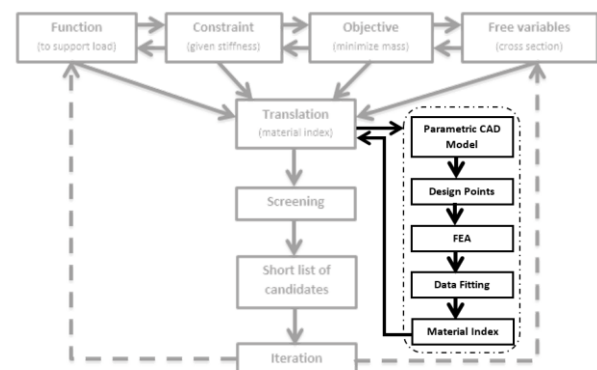 Function
(to support load)
Constraint
(given stiffness)
Objective
(minimize mass)
Free variables
(cross section)
Translation
(material index)
Screening
Short list of
candidates
Iteration
Parametric CAD
Model
Design Points
FEA
Data Fitting
Material Index